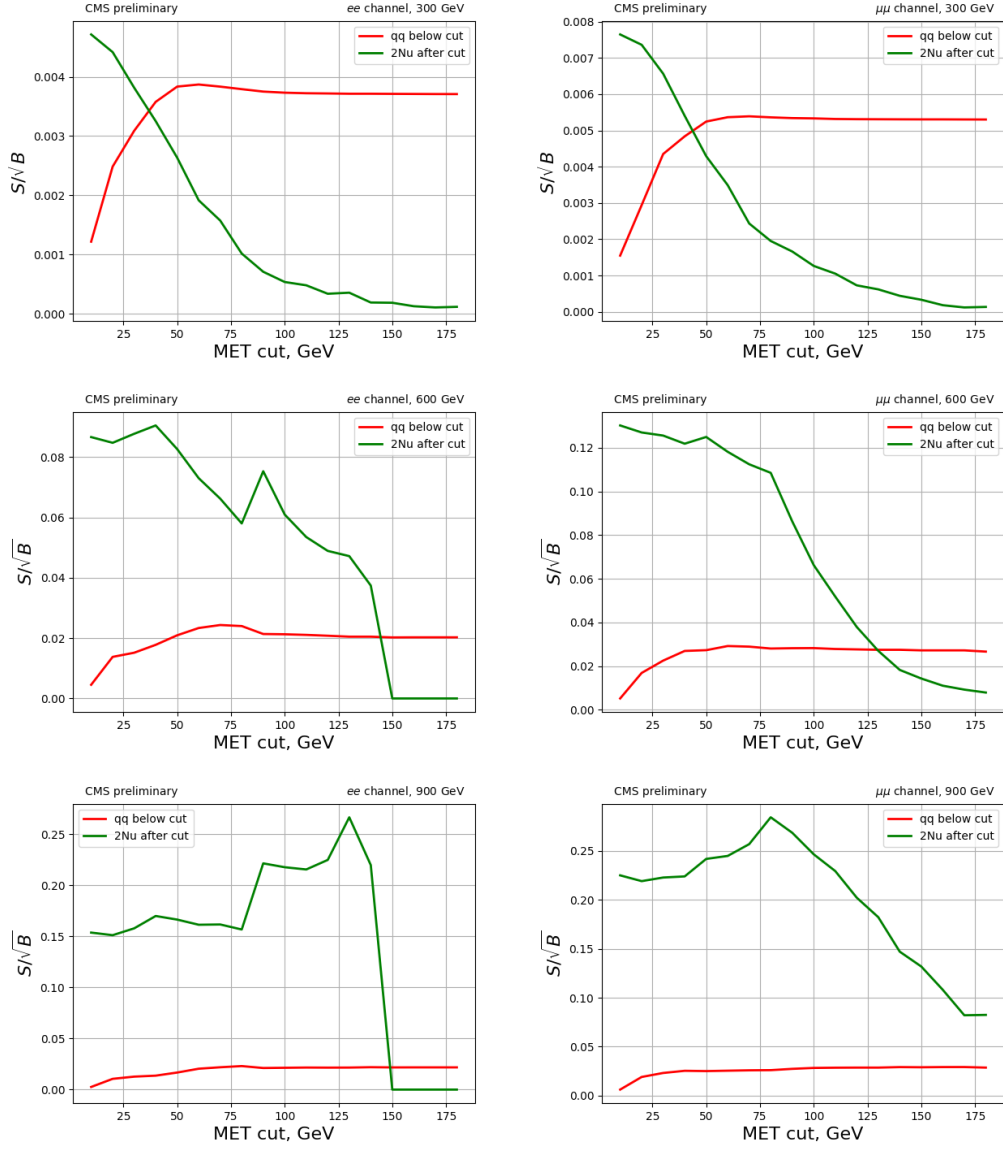 CMS preliminary ee channel, 300 GeV
qq below cut
2Nu after cut
0.004
0.003
0.002
0.001
0.000
S/√B
25 50 75 100 125 150 175
MET cut, GeV
CMS preliminary μμ channel, 300 GeV
qq below cut
2Nu after cut
0.008
0.007
0.006
0.005
0.004
0.003
0.002
0.001
0.000
S/√B
25 50 75 100 125 150 175
MET cut, GeV
CMS preliminary ee channel, 600 GeV
qq below cut
2Nu after cut
0.08
0.06
0.04
0.02
0.00
S/√B
25 50 75 100 125 150 175
MET cut, GeV
CMS preliminary μμ channel, 600 GeV
qq below cut
2Nu after cut
0.12
0.10
0.08
0.06
0.04
0.02
0.00
S/√B
25 50 75 100 125 150 175
MET cut, GeV
CMS preliminary ee channel, 900 GeV
qq below cut
2Nu after cut
0.25
0.20
0.15
0.10
0.05
0.00
S/√B
25 50 75 100 125 150 175
MET cut, GeV
CMS preliminary μμ channel, 900 GeV
qq below cut
2Nu after cut
0.25
0.20
0.15
0.10
0.05
0.00
S/√B
25 50 75 100 125 150 175
MET cut, GeV